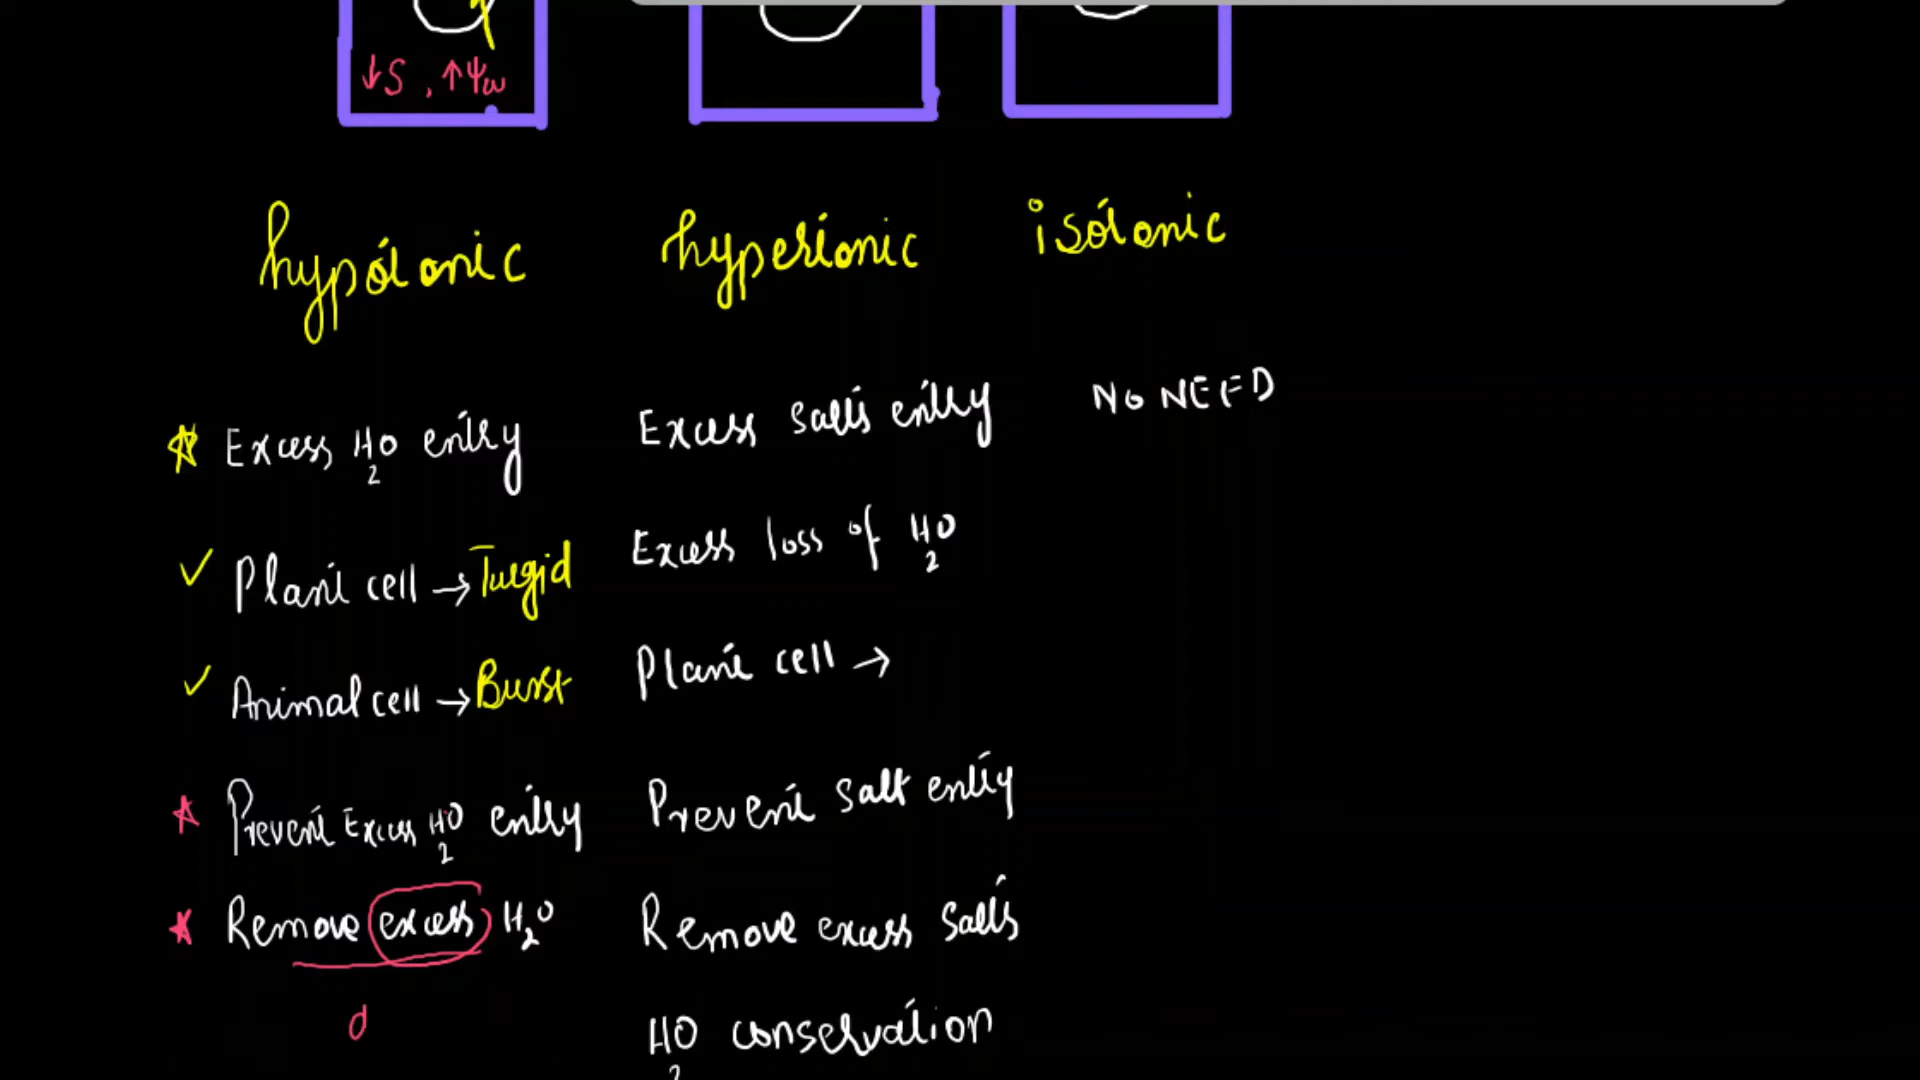 ↓S, ↑Ψw
hypotonic
hypertonic
isotonic
Excess H2O entry
Excess salts entry
NO NEED
Plant cell → Turgid
Excess loss of H2O
Animal cell → Burst
Plant cell →
Prevent Excess H2O entry
Prevent salt entry
Remove excess H2O
Remove excess salts
d
H2O conservation